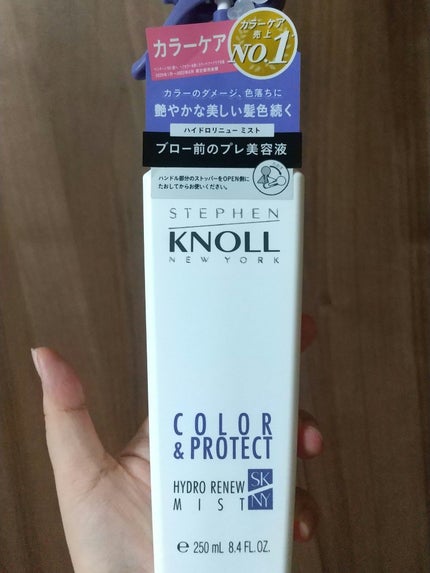 カラーケア
カラーケア
売上
NO.1
カラーのダメージ、色落ちに
艶やかな美しい髪色続く
ハイドロリニュー ミスト
ブロー前のプレ美容液
ハンドル部分のストッパーをOPEN側に
たおしてからお使いください。
STEPHEN
KNOLL
NEW YORK
COLOR
& PROTECT
HYDRO RENEW
MIST
SK
NY
℮ 250 mL 8.4 FL.OZ.